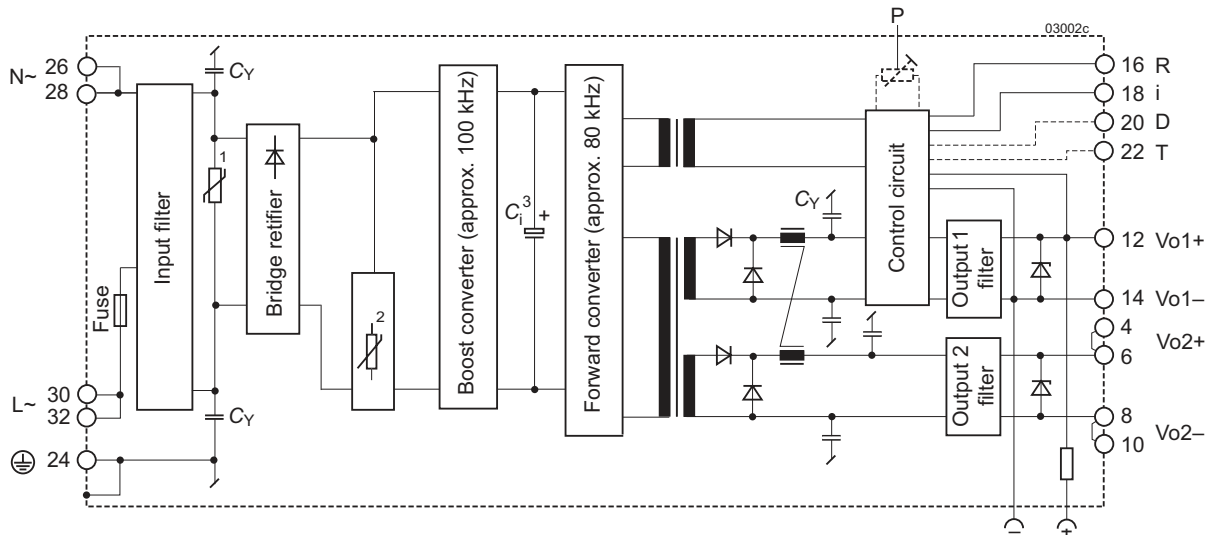 P
03002c
N~ 26
28
CY
16 R
18 i
20 D
22 T
Input filter
1
Bridge retifier
2
Boost converter (approx. 100 kHz)
Ci3 +
Forward converter (approx. 80 kHz)
CY
Control circuit
Output 1
filter
12 Vo1+
14 Vo1–
4
Vo2+
6
Output 2
filter
8
Vo2–
10
Fuse
30
L~
32
CY
24
–
+